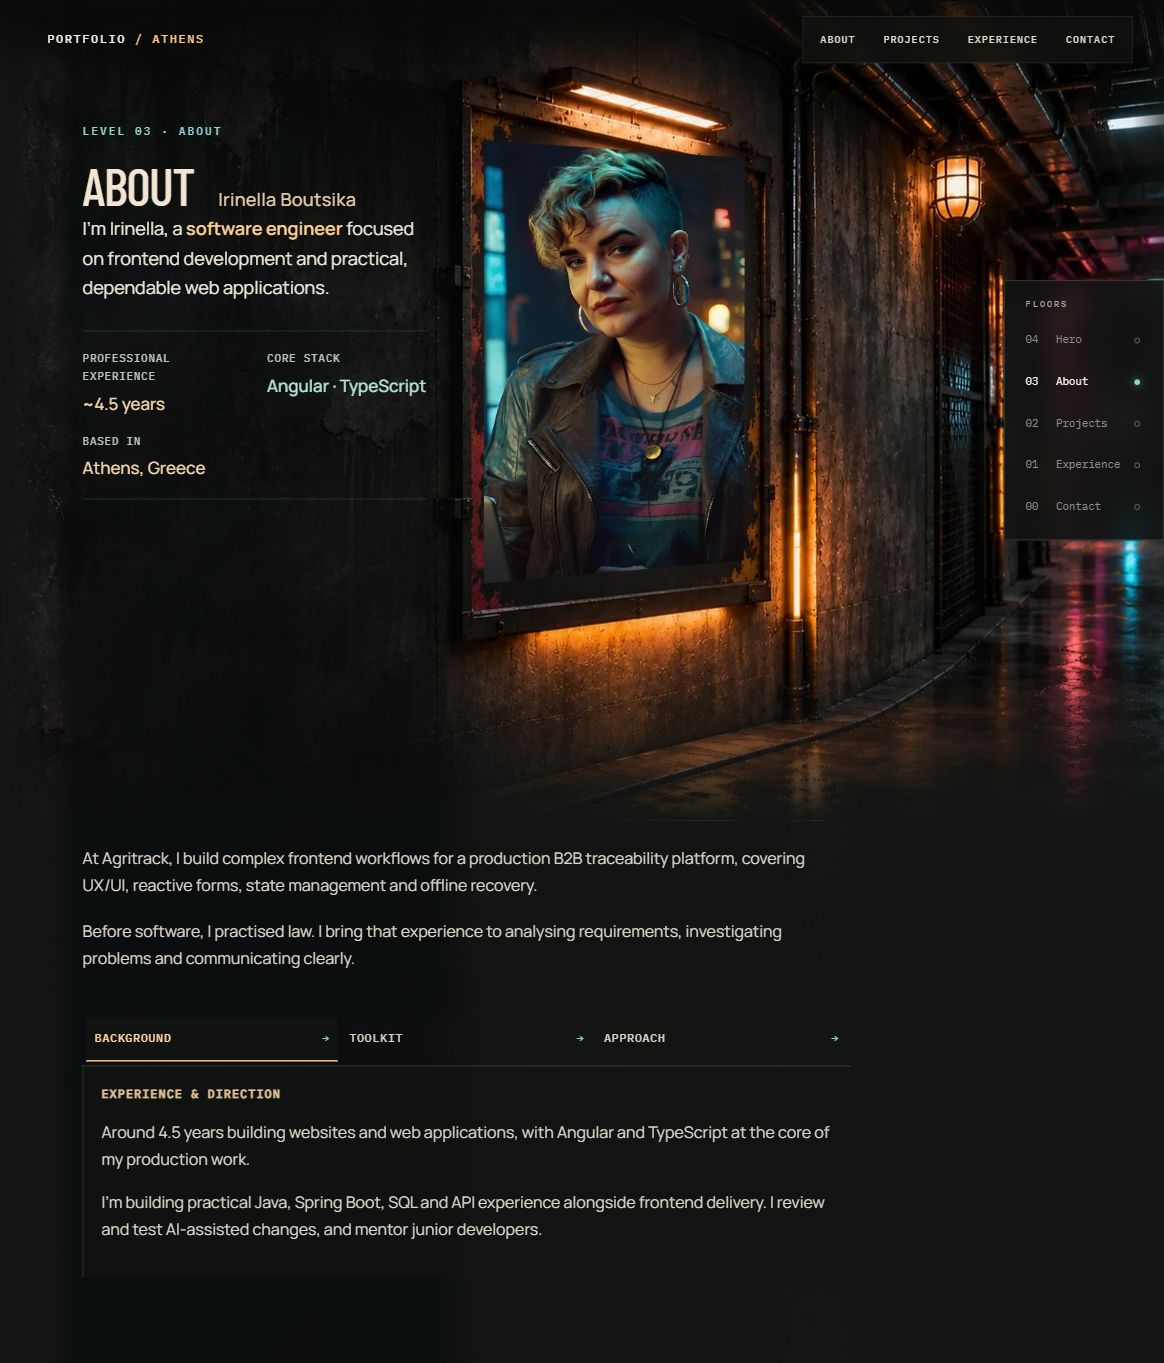 PORTFOLIO / ATHENS
ABOUT PROJECTS EXPERIENCE CONTACT
LEVEL 03 · ABOUT
ABOUT Irinella Boutsika
I'm Irinella, a software engineer focused
on frontend development and practical,
dependable web applications.
PROFESSIONAL
EXPERIENCE
~4.5 years
CORE STACK
Angular · TypeScript
BASED IN
Athens, Greece
FLOORS
04 Hero
03 About
02 Projects
01 Experience
00 Contact
At Agritrack, I build complex frontend workflows for a production B2B traceability platform, covering
UX/UI, reactive forms, state management and offline recovery.
Before software, I practised law. I bring that experience to analysing requirements, investigating
problems and communicating clearly.
BACKGROUND → TOOLKIT → APPROACH →
EXPERIENCE & DIRECTION
Around 4.5 years building websites and web applications, with Angular and TypeScript at the core of
my production work.
I'm building practical Java, Spring Boot, SQL and API experience alongside frontend delivery. I review
and test AI-assisted changes, and mentor junior developers.